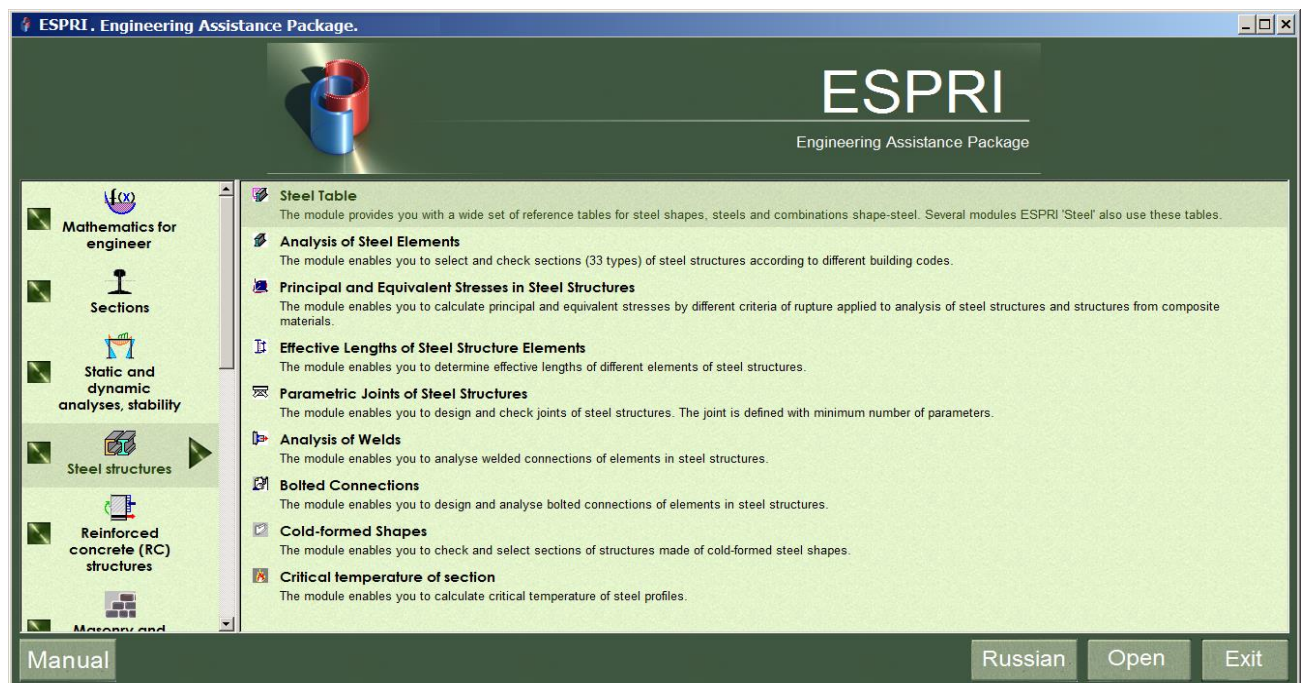 ESPRI. Engineering Assistance Package.
ESPRI
Engineering Assistance Package
f(x)
Mathematics for
engineer
Sections
Static and
dynamic
analyses, stability
Steel structures
Reinforced
concrete (RC)
structures
Masonry and
Steel Table
The module provides you with a wide set of reference tables for steel shapes, steels and combinations shape-steel. Several modules ESPRI 'Steel' also use these tables.
Analysis of Steel Elements
The module enables you to select and check sections (33 types) of steel structures according to different building codes.
Principal and Equivalent Stresses in Steel Structures
The module enables you to calculate principal and equivalent stresses by different criteria of rupture applied to analysis of steel structures and structures from composite
materials.
Effective Lengths of Steel Structure Elements
The module enables you to determine effective lengths of different elements of steel structures.
Parametric Joints of Steel Structures
The module enables you to design and check joints of steel structures. The joint is defined with minimum number of parameters.
Analysis of Welds
The module enables you to analyse welded connections of elements in steel structures.
Bolted Connections
The module enables you to design and analyse bolted connections of elements in steel structures.
Cold-formed Shapes
The module enables you to check and select sections of structures made of cold-formed steel shapes.
Critical temperature of section
The module enables you to calculate critical temperature of steel profiles.
Manual
Russian
Open
Exit